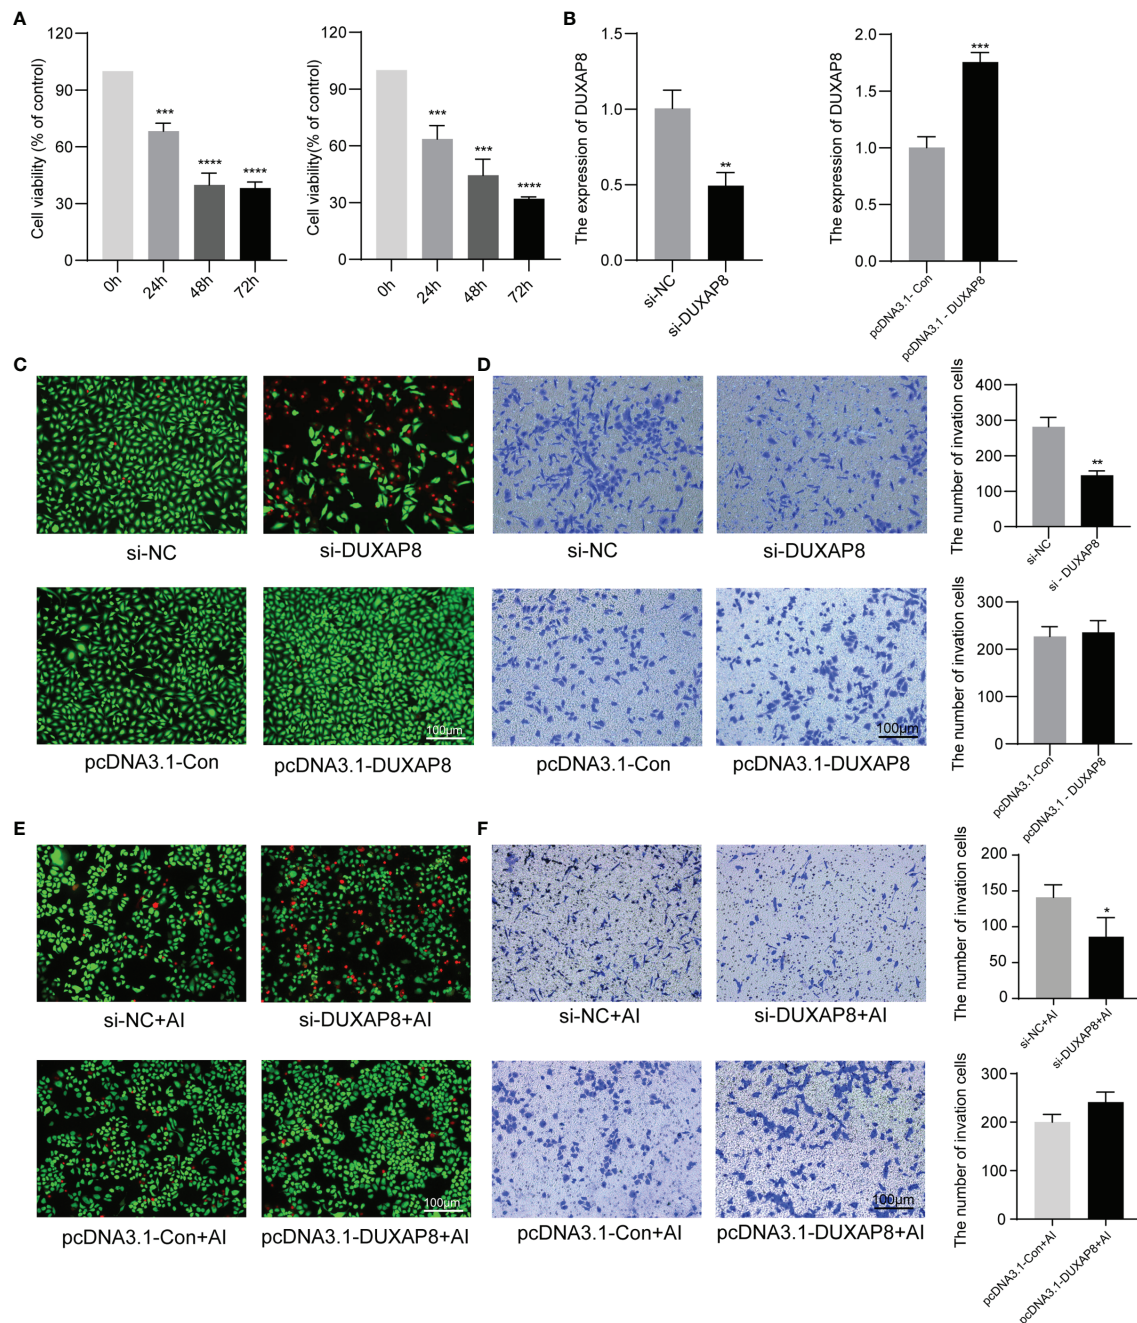 A
Cell viability (% of control)
120
90
60
30
0
***
****
****
0h
24h
48h
72h
Cell viability(% of control)
120
90
60
30
0
***
***
****
0h
24h
48h
72h
B
The expression of DUXAP8
1.5
1.0
0.5
0.0
**
si-NC
si-DUXAP8
The expression of DUXAP8
2.0
1.5
1.0
0.5
0.0
***
pcDNA3.1- Con
pcDNA3.1 - DUXAP8
C
si-NC
si-DUXAP8
pcDNA3.1-Con
100μm
pcDNA3.1-DUXAP8
D
si-NC
si-DUXAP8
The number of invation cells
400
300
200
100
0
**
si-NC
si - DUXAP8
pcDNA3.1-Con
100μm
pcDNA3.1-DUXAP8
The number of invation cells
300
200
100
0
pcDNA3.1-Con
pcDNA3.1 - DUXAP8
E
si-NC+AI
si-DUXAP8+AI
pcDNA3.1-Con+AI
100μm
pcDNA3.1-DUXAP8+AI
F
si-NC+AI
si-DUXAP8+AI
The number of invation cells
200
150
100
50
0
*
si-NC+AI
si-DUXAP8+AI
pcDNA3.1-Con+AI
100μm
pcDNA3.1-DUXAP8+AI
The number of invation cells
300
200
100
0
pcDNA3.1-Con+AI
pcDNA3.1-DUXAP8+AI